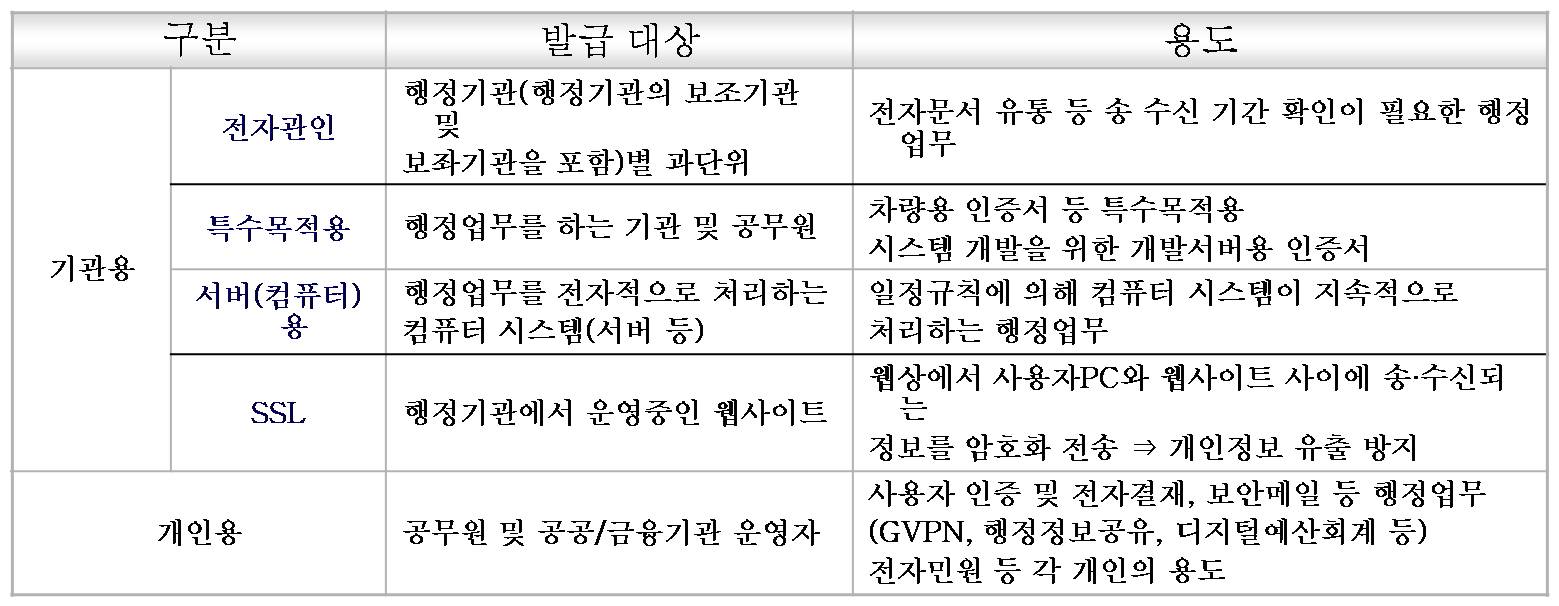 구분
발급 대상
용도
기관용
전자관인
행정기관(행정기관의 보조기관
및
보좌기관을 포함)별 과단위
전자문서 유통 등 송 수신 기간 확인이 필요한 행정
업무
특수목적용
행정업무를 하는 기관 및 공무원
차량용 인증서 등 특수목적용
시스템 개발을 위한 개발서버용 인증서
서버(컴퓨터)
용
행정업무를 전자적으로 처리하는
컴퓨터 시스템(서버 등)
일정규칙에 의해 컴퓨터 시스템이 지속적으로
처리하는 행정업무
SSL
행정기관에서 운영중인 웹사이트
웹상에서 사용자PC와 웹사이트 사이에 송·수신되
는
정보를 암호화 전송 ⇒ 개인정보 유출 방지
개인용
공무원 및 공공/금융기관 운영자
사용자 인증 및 전자결재, 보안메일 등 행정업무
(GVPN, 행정정보공유, 디지털예산회계 등)
전자민원 등 각 개인의 용도